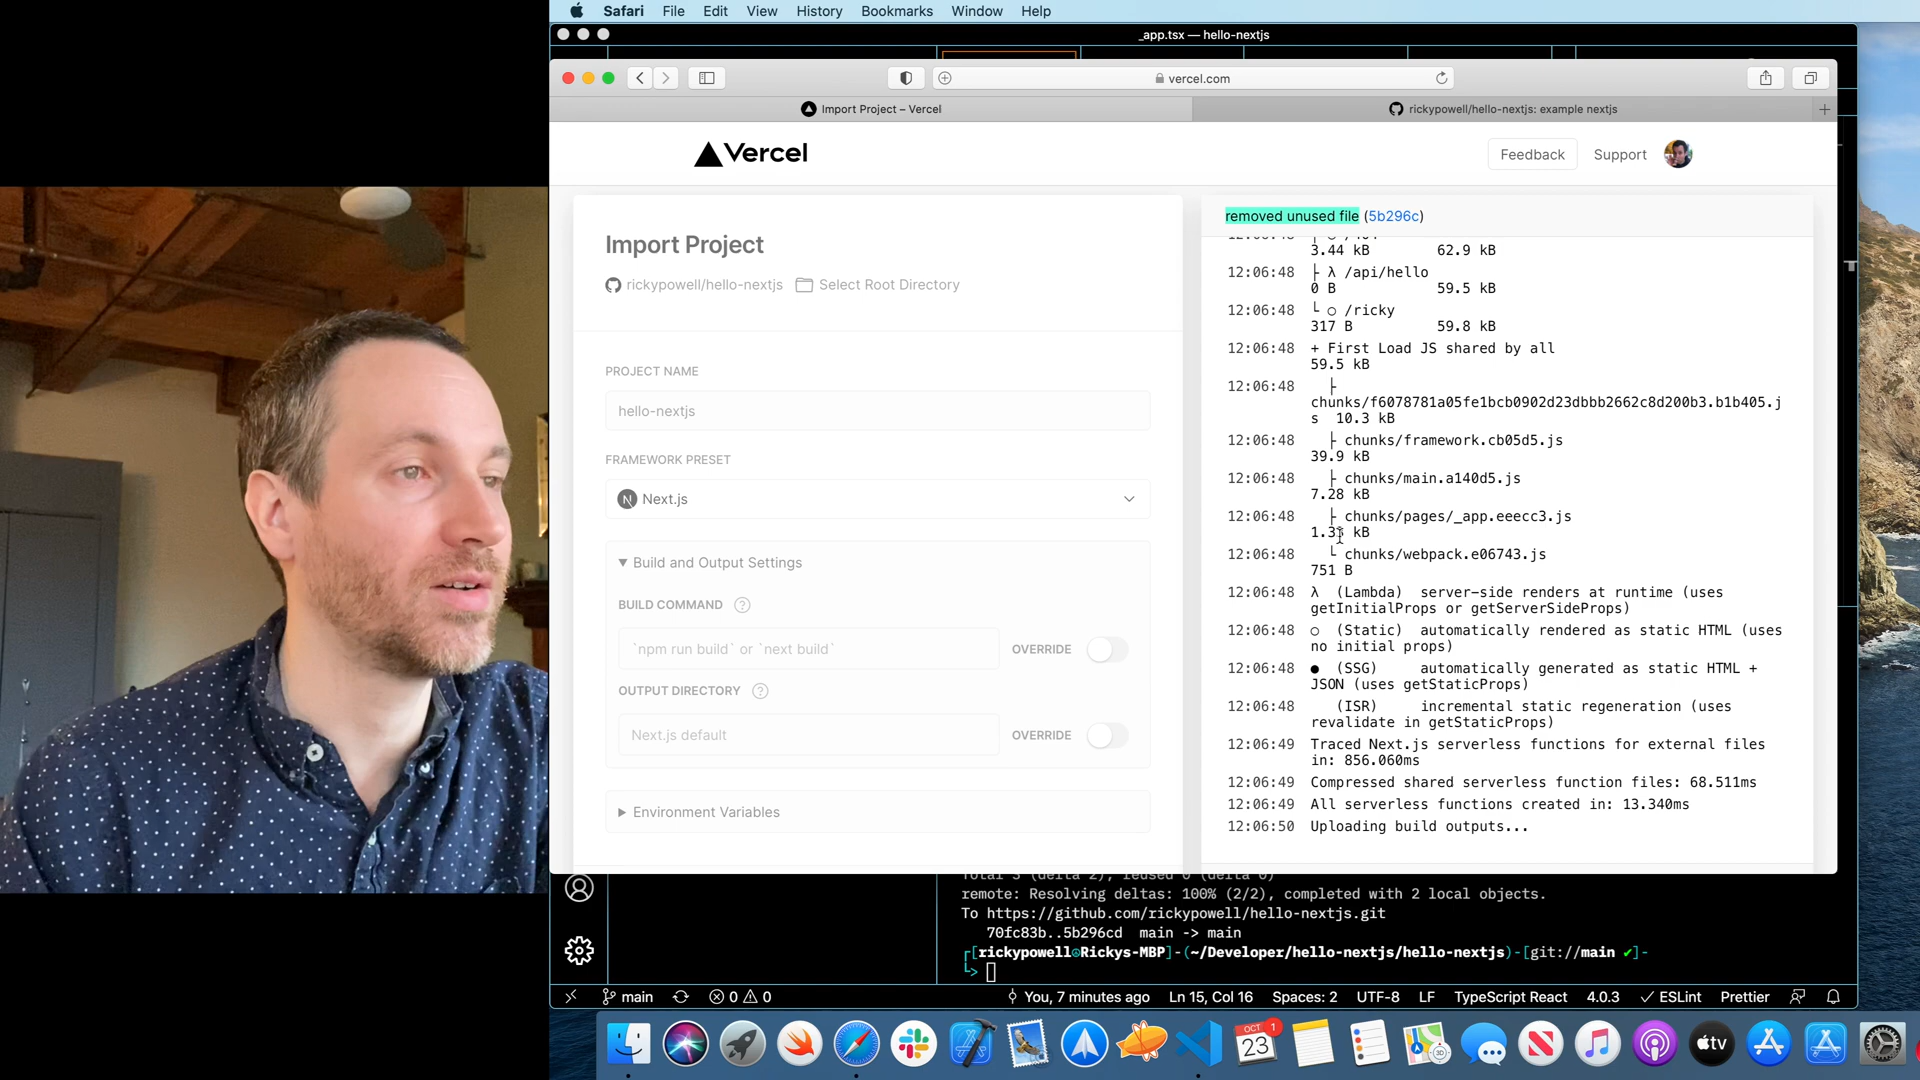 Safari File Edit View History Bookmarks Window Help
_app.tsx — hello-nextjs
vercel.com
Import Project – Vercel
rickypowell/hello-nextjs: example nextjs
Vercel
Feedback
Support
Import Project
rickypowell/hello-nextjs
Select Root Directory
PROJECT NAME
hello-nextjs
FRAMEWORK PRESET
N Next.js
Build and Output Settings
BUILD COMMAND ?
`npm run build` or `next build`
OVERRIDE
OUTPUT DIRECTORY ?
Next.js default
OVERRIDE
Environment Variables
removed unused file (5b296c)
3.44 kB 62.9 kB
12:06:48 ├ λ /api/hello
0 B 59.5 kB
12:06:48 └ ○ /ricky
317 B 59.8 kB
12:06:48 + First Load JS shared by all
59.5 kB
12:06:48 ├
chunks/f6078781a05fe1bcb0902d23dbbb2662c8d200b3.b1b405.j
s 10.3 kB
12:06:48 ├ chunks/framework.cb05d5.js
39.9 kB
12:06:48 ├ chunks/main.a140d5.js
7.28 kB
12:06:48 ├ chunks/pages/_app.eeecc3.js
kB
12:06:48 └ chunks/webpack.e06743.js
751 B
12:06:48 λ (Lambda) server-side renders at runtime (uses
getInitialProps or getServerSideProps)
12:06:48 ○ (Static) automatically rendered as static HTML (uses
no initial props)
12:06:48 ● (SSG) automatically generated as static HTML +
JSON (uses getStaticProps)
12:06:48 (ISR) incremental static regeneration (uses
revalidate in getStaticProps)
12:06:49 Traced Next.js serverless functions for external files
in: 856.060ms
12:06:49 Compressed shared serverless function files: 68.511ms
12:06:49 All serverless functions created in: 13.340ms
12:06:50 Uploading build outputs...
Total 3 (delta 2), reused 0 (delta 0)
remote: Resolving deltas: 100% (2/2), completed with 2 local objects.
To https://github.com/rickypowell/hello-nextjs.git
70fc83b..5b296cd main -> main
┌[rickypowell@Rickys-MBP]-(~/Developer/hello-nextjs/hello-nextjs)-[git://main ✔]-
└>
main 0 0 You, 7 minutes ago Ln 15, Col 16 Spaces: 2 UTF-8 LF TypeScript React 4.0.3 ESLint Prettier
OCT 1
23
3D
tv